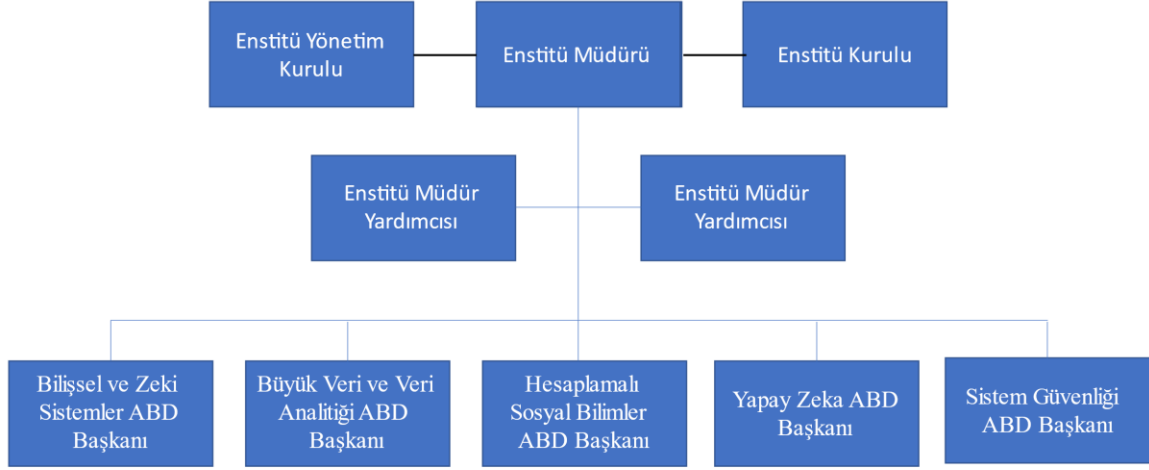 Enstitü Yönetim
Kurulu
Enstitü Müdürü
Enstitü Kurulu
Enstitü Müdür
Yardımcısı
Enstitü Müdür
Yardımcısı
Bilişsel ve Zeki
Sistemler ABD
Başkanı
Büyük Veri ve Veri
Analitiği ABD
Başkanı
Hesaplamalı
Sosyal Bilimler
ABD Başkanı
Yapay Zeka ABD
Başkanı
Sistem Güvenliği
ABD Başkanı